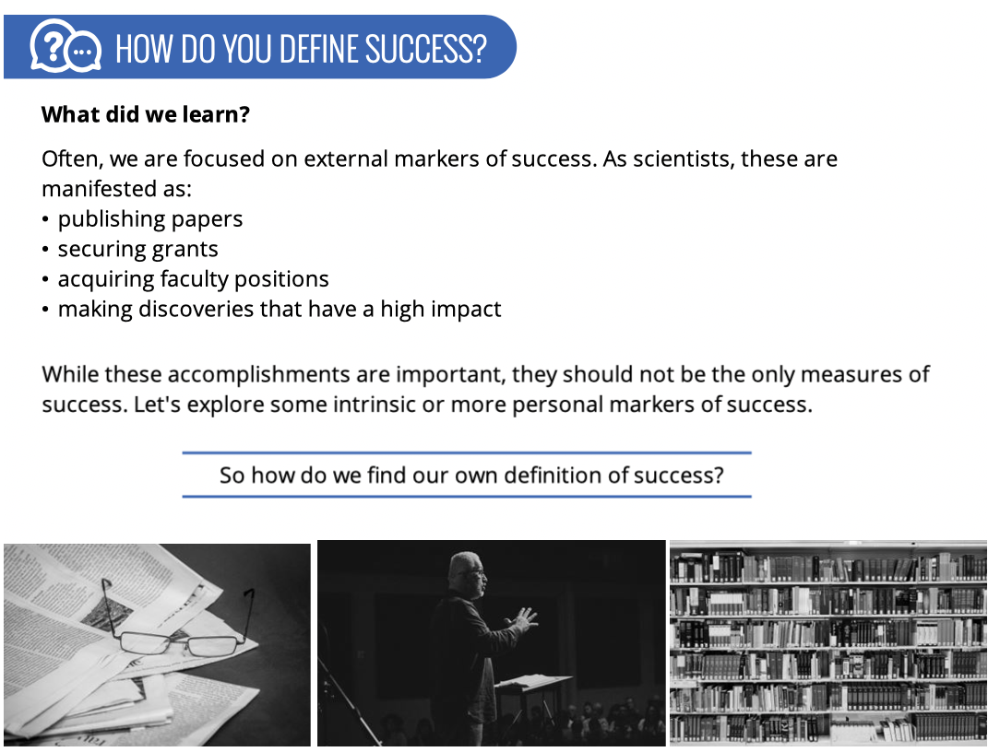 HOW DO YOU DEFINE SUCCESS?
What did we learn?
Often, we are focused on external markers of success. As scientists, these are
manifested as:
• publishing papers
• securing grants
• acquiring faculty positions
• making discoveries that have a high impact
While these accomplishments are important, they should not be the only measures of
success. Let's explore some intrinsic or more personal markers of success.
So how do we find our own definition of success?